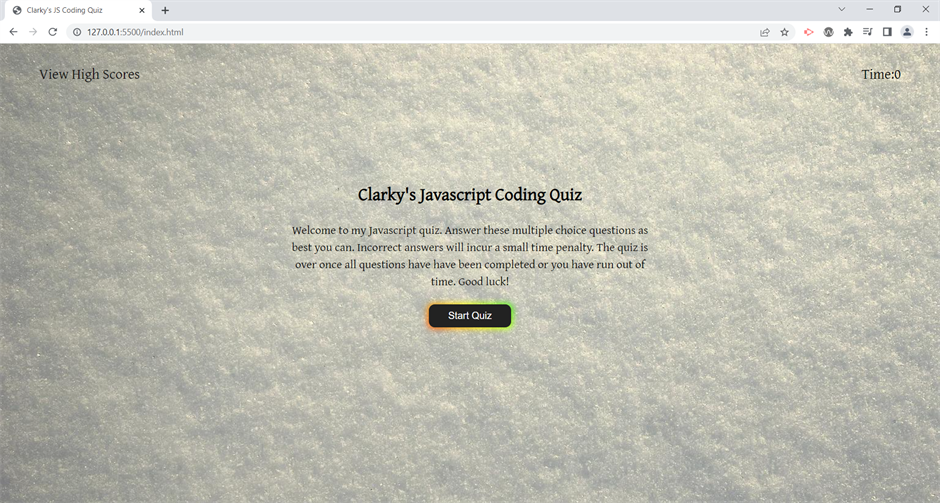 Clarky's JS Coding Quiz
127.0.0.1:5500/index.html
View High Scores
Time:0
Clarky's Javascript Coding Quiz
Welcome to my Javascript quiz. Answer these multiple choice questions as
best you can. Incorrect answers will incur a small time penalty. The quiz is
over once all questions have have been completed or you have run out of
time. Good luck!
Start Quiz